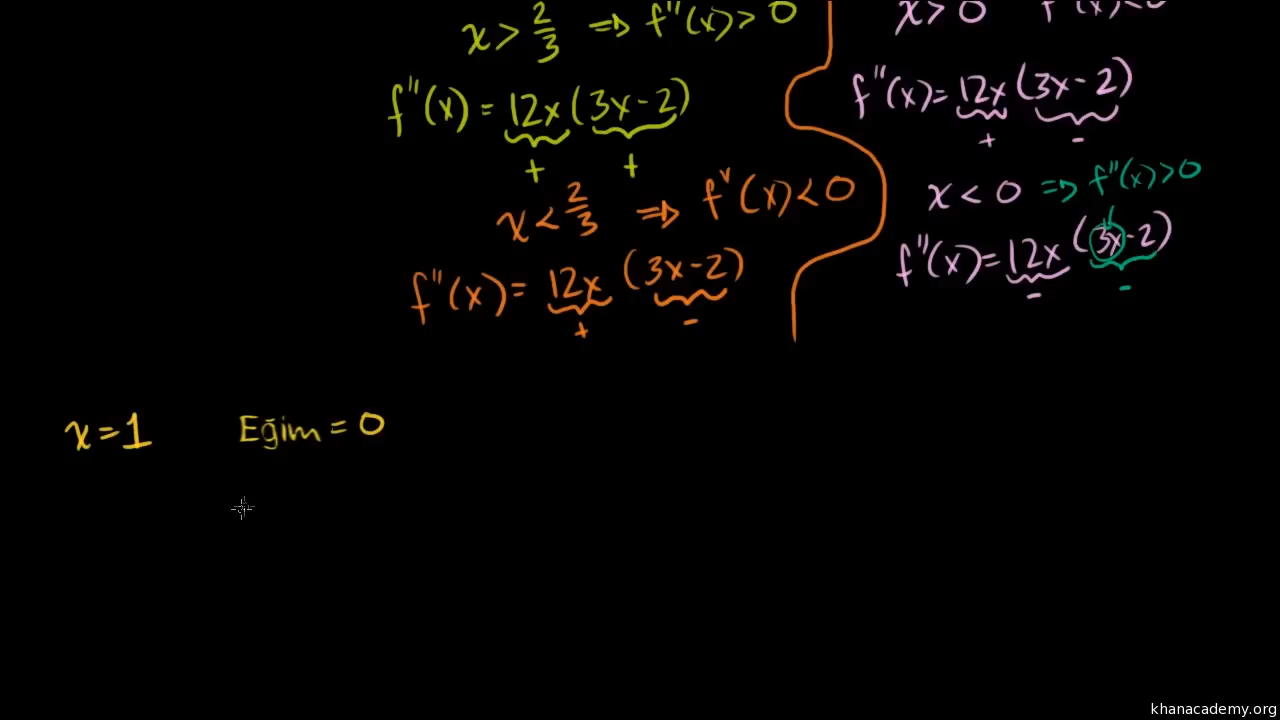 x > 2/3 ⇒ f''(x) > 0
f''(x) = 12x (3x - 2)
+ +
x < 2/3 ⇒ f''(x) < 0
f''(x) = 12x (3x - 2)
+ -
x > 0 f''(x) < 0
f''(x) = 12x (3x - 2)
+ -
x < 0 ⇒ f''(x) > 0
f''(x) = 12x (3x - 2)
- -
x = 1 Eğim = 0
khanacademy.org